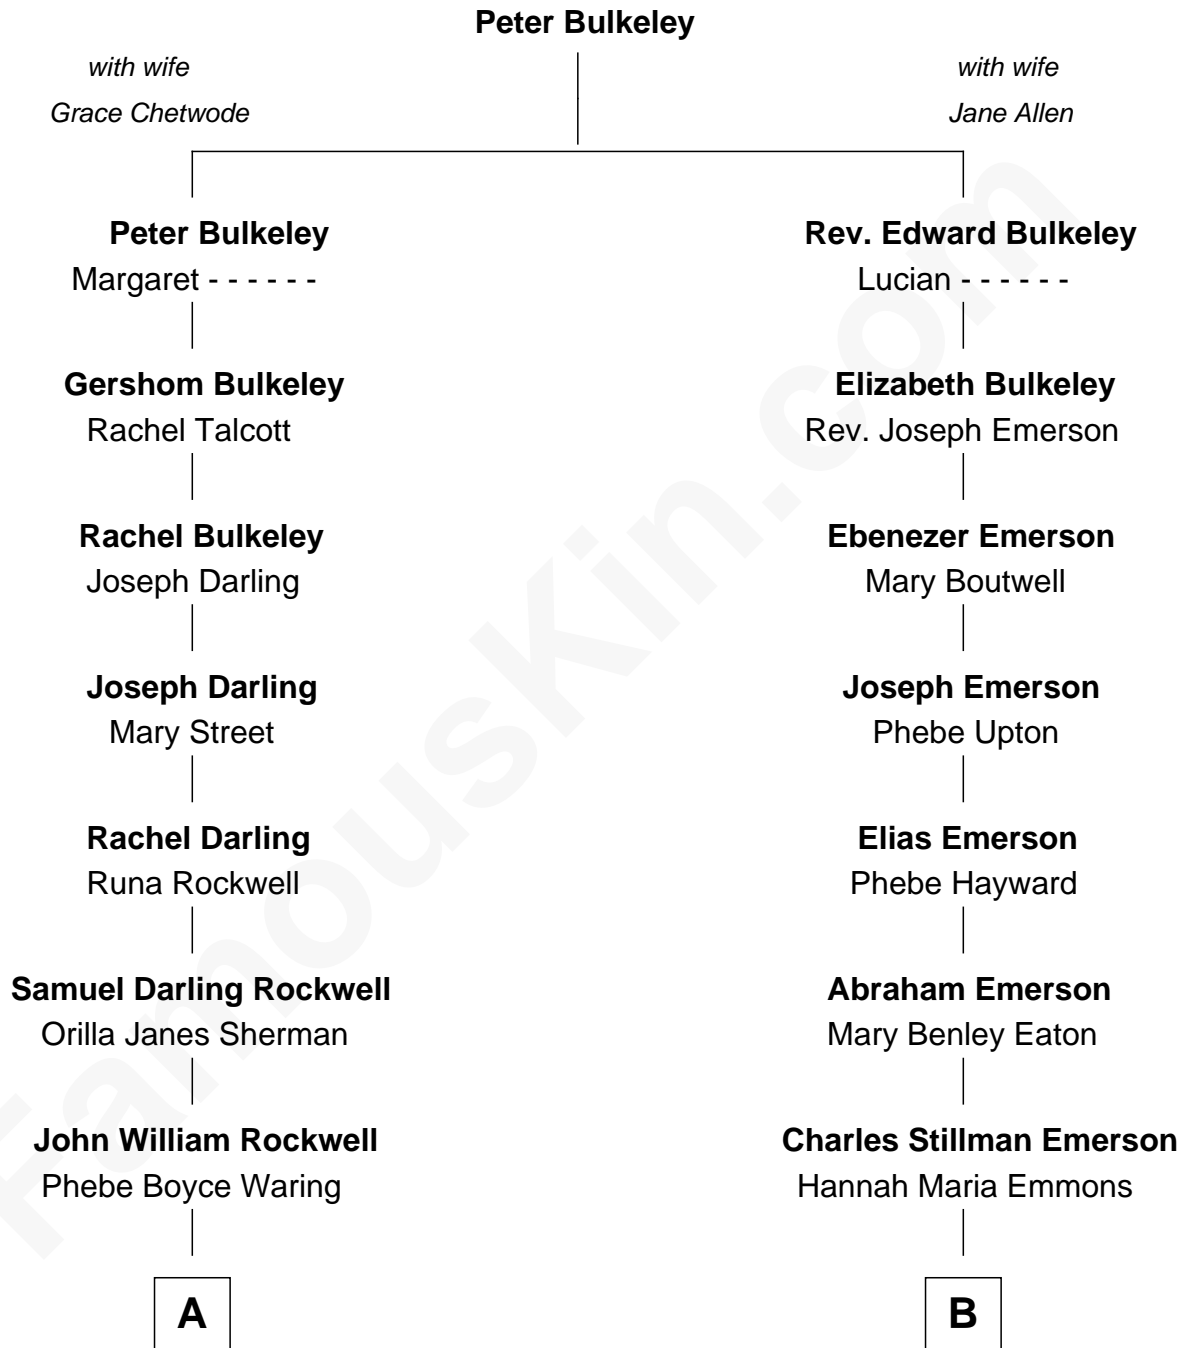 Peter Bulkeley
with wife
Grace Chetwode
with wife
Jane Allen
Peter Bulkeley
Margaret - - - - - -
Rev. Edward Bulkeley
Lucian - - - - - -
Gershom Bulkeley
Rachel Talcott
Elizabeth Bulkeley
Rev. Joseph Emerson
Rachel Bulkeley
Joseph Darling
Ebenezer Emerson
Mary Boutwell
Joseph Darling
Mary Street
Joseph Emerson
Phebe Upton
Rachel Darling
Runa Rockwell
Elias Emerson
Phebe Hayward
Samuel Darling Rockwell
Orilla Janes Sherman
Abraham Emerson
Mary Benley Eaton
John William Rockwell
Phebe Boyce Waring
Charles Stillman Emerson
Hannah Maria Emmons
A
B
FamousKin.com